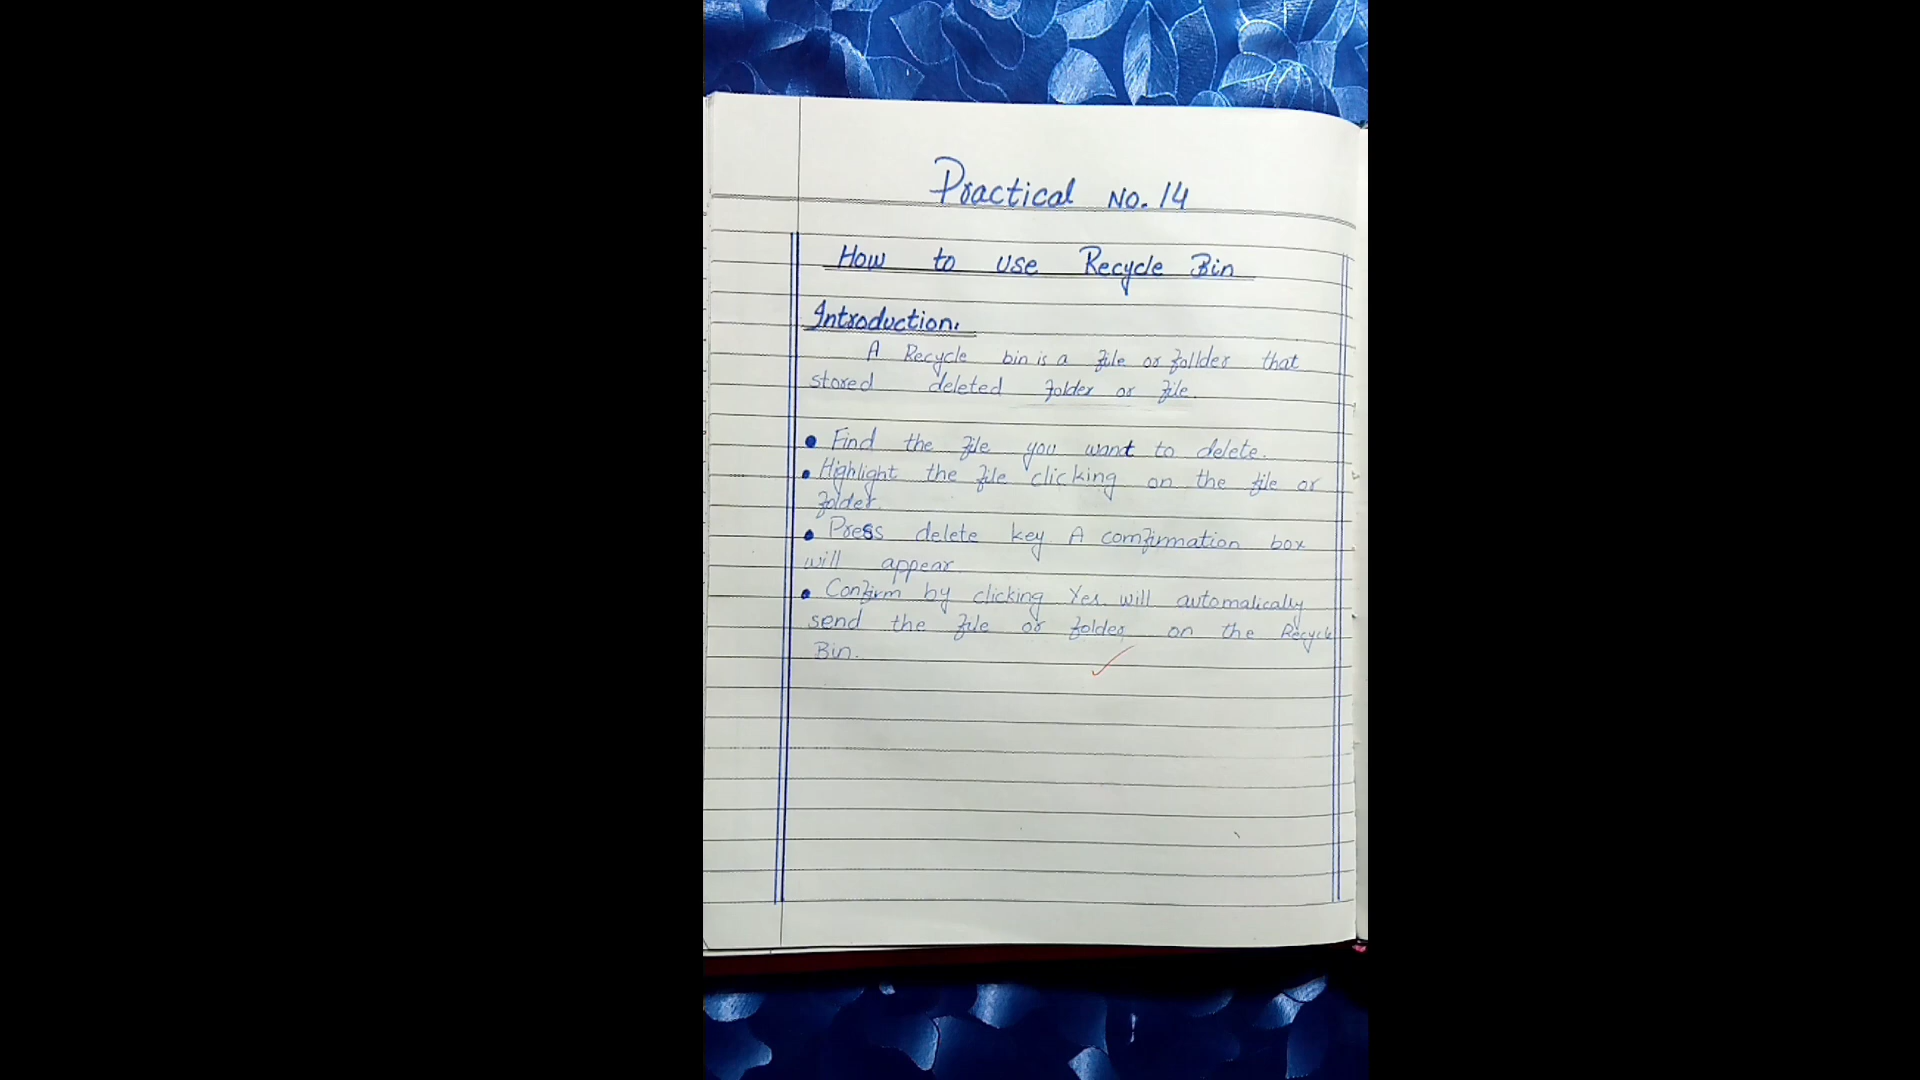 Practical No. 14
How to use Recycle Bin
Introduction.
A Recycle bin is a file or follder that
stored deleted folder or file.
• Find the file you want to delete.
• Highlight the file clicking on the file or
folder.
• Press delete key A comfirmation box
will appear.
• Confirm by clicking Yes. will automatically
send the file or folder on the Recycle
Bin.